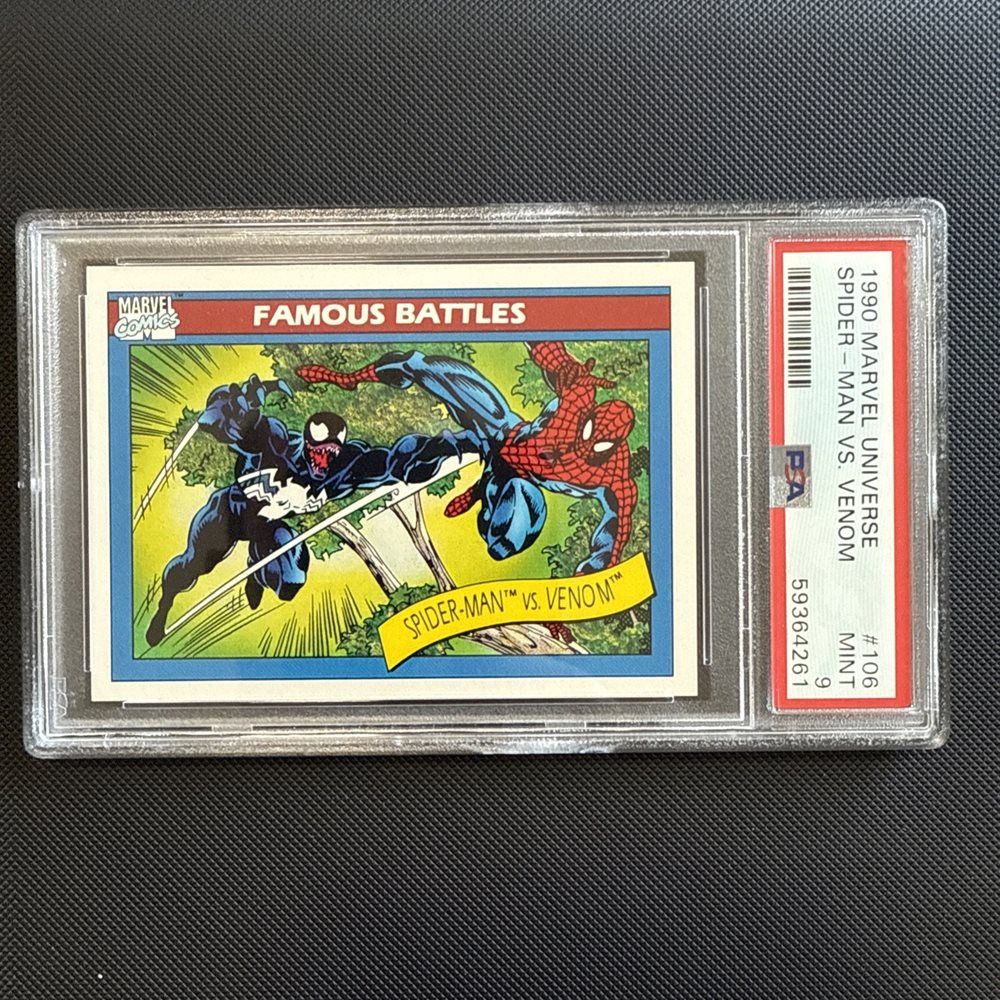 MARVEL™
COMICS
FAMOUS BATTLES
SPIDER-MAN™ VS. VENOM™
1990 MARVEL UNIVERSE #106
SPIDER-MAN VS. VENOM MINT
9
PSA 59364261